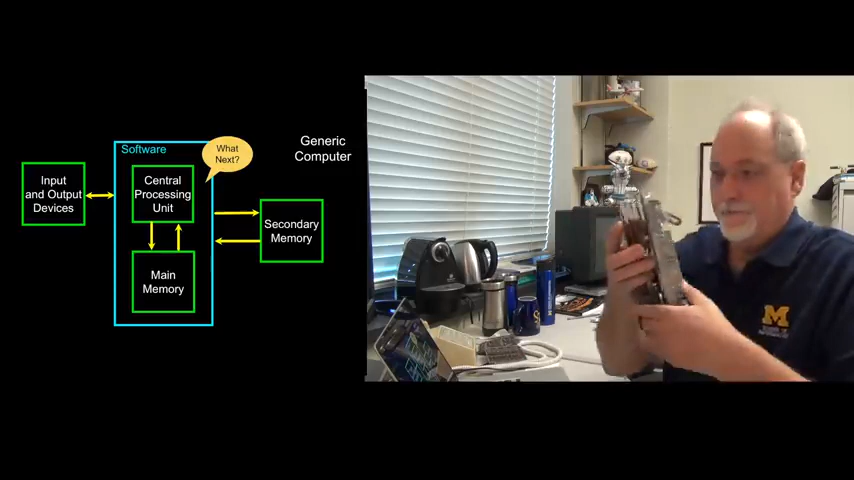 Generic
Computer
Software
What
Next?
Input
and Output
Devices
Central
Processing
Unit
Main
Memory
Secondary
Memory
M